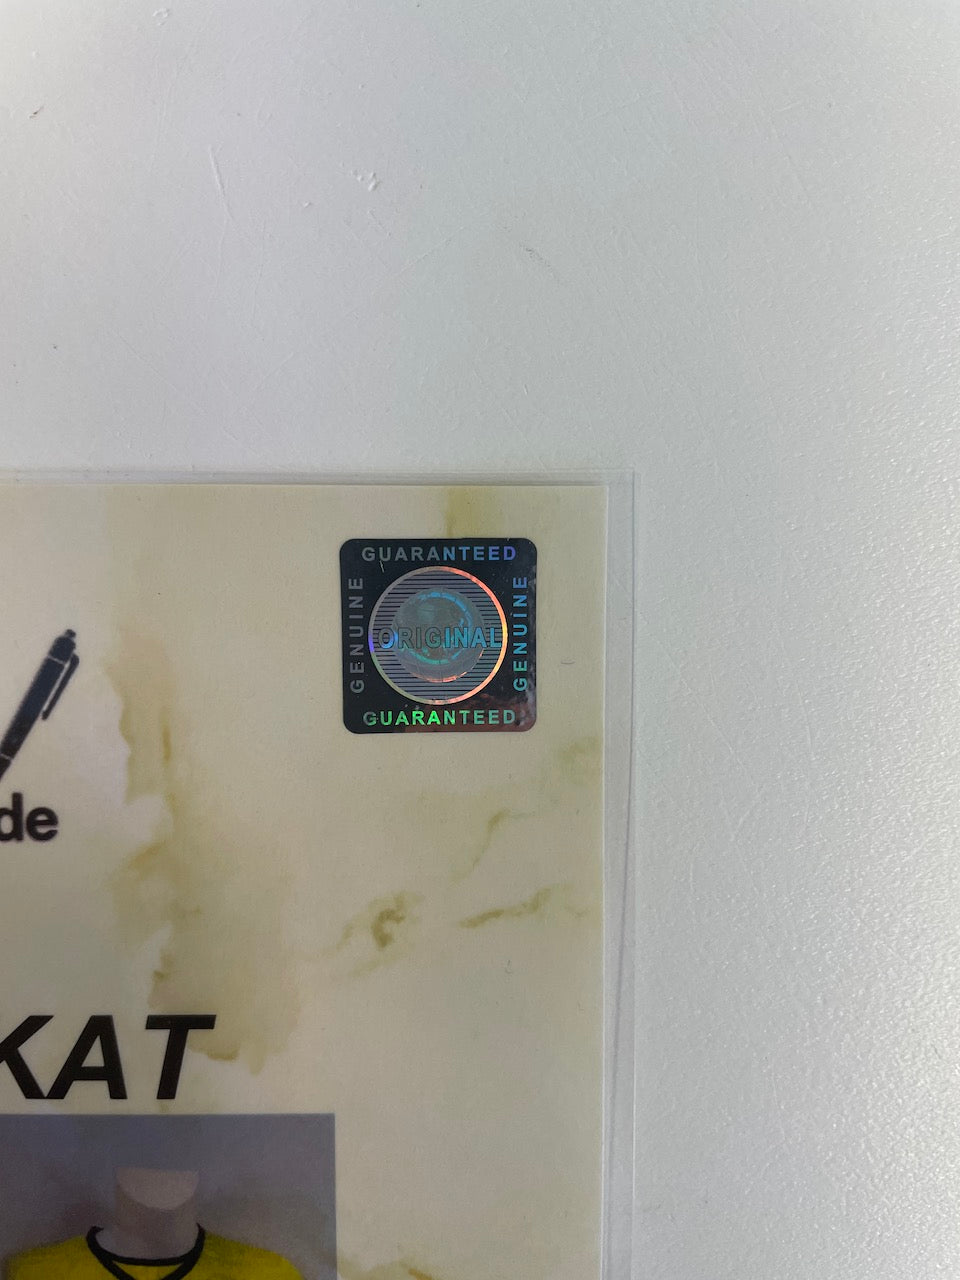 GUARANTEED
GENUINE
ORIGINAL
GENUINE
GUARANTEED
de
KAT